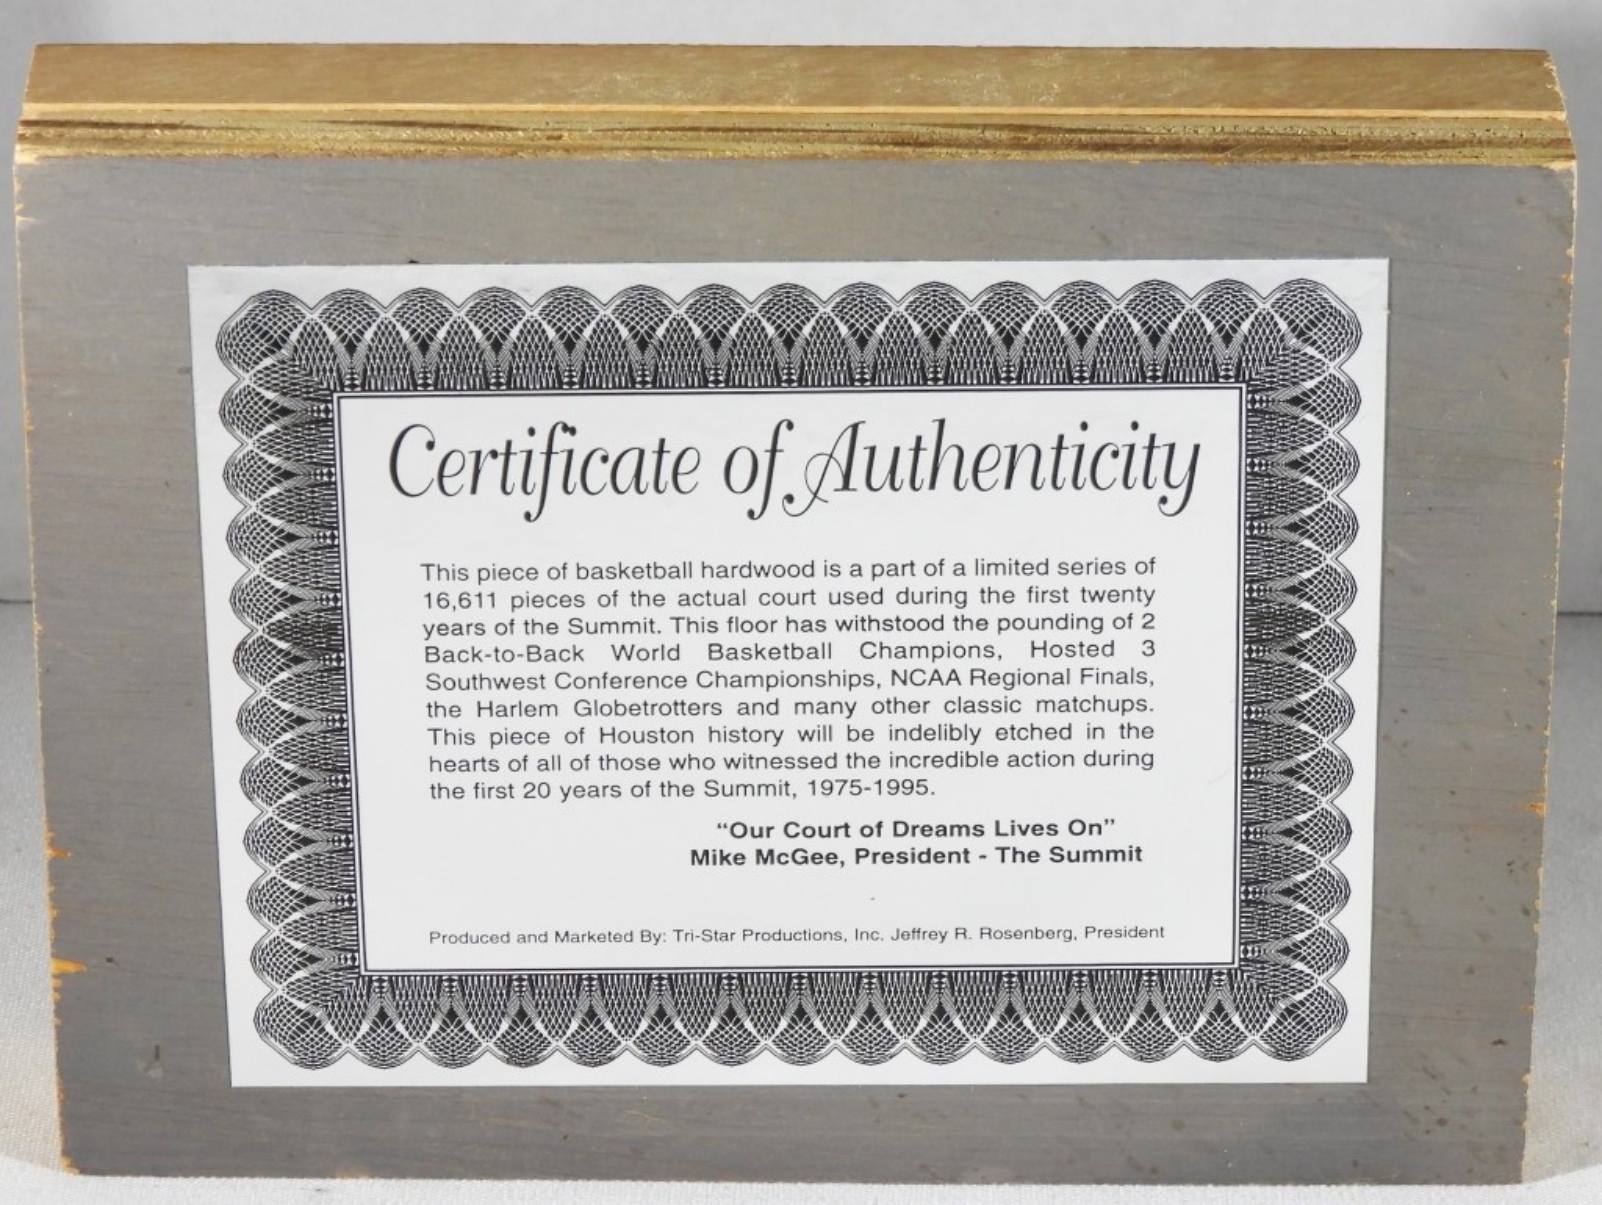 Certificate of Authenticity
This piece of basketball hardwood is a part of a limited series of
16,611 pieces of the actual court used during the first twenty
years of the Summit. This floor has withstood the pounding of 2
Back-to-Back World Basketball Champions, Hosted 3
Southwest Conference Championships, NCAA Regional Finals,
the Harlem Globetrotters and many other classic matchups.
This piece of Houston history will be indelibly etched in the
hearts of all of those who witnessed the incredible action during
the first 20 years of the Summit, 1975-1995.
“Our Court of Dreams Lives On”
Mike McGee, President - The Summit
Produced and Marketed By: Tri-Star Productions, Inc. Jeffrey R. Rosenberg, President